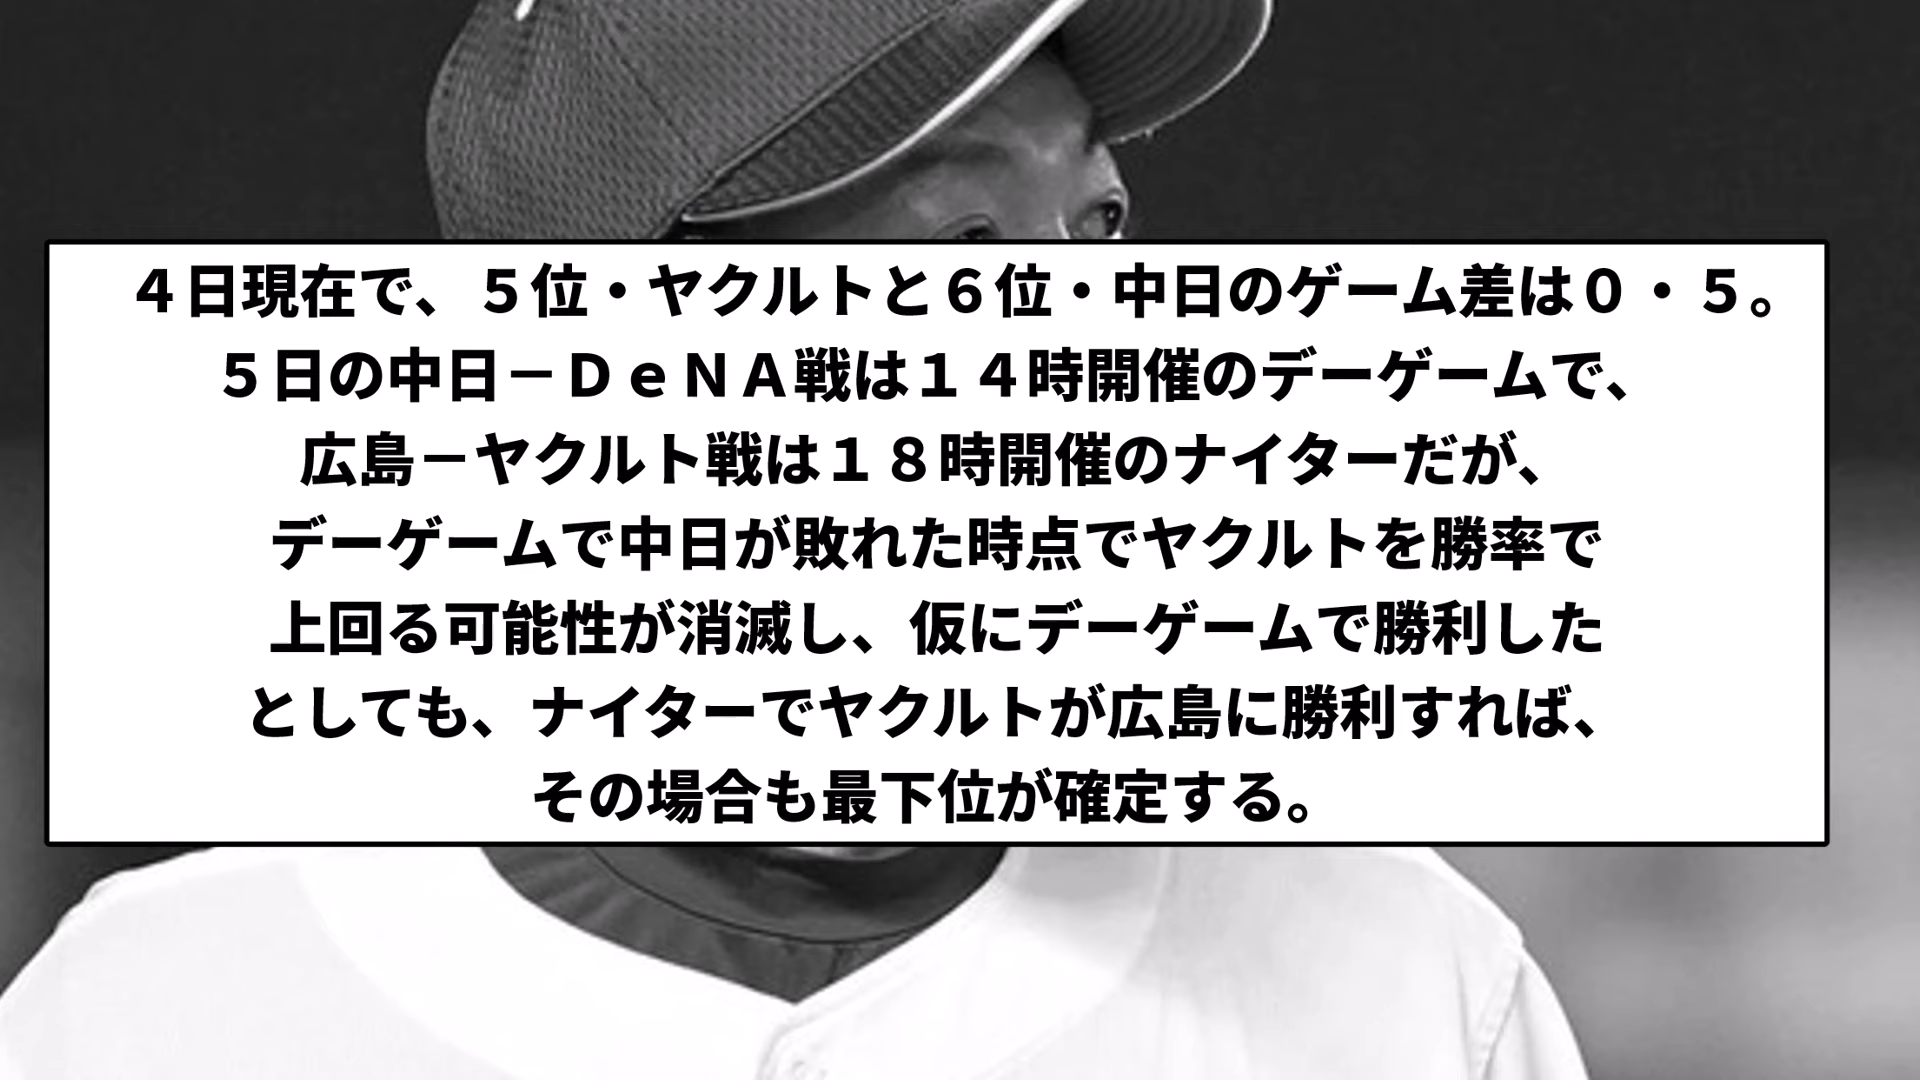 ４日現在で、５位・ヤクルトと６位・中日のゲーム差は０・５。
５日の中日－ＤｅＮＡ戦は１４時開催のデーゲームで、
広島－ヤクルト戦は１８時開催のナイターだが、
デーゲームで中日が敗れた時点でヤクルトを勝率で
上回る可能性が消滅し、仮にデーゲームで勝利した
としても、ナイターでヤクルトが広島に勝利すれば、
その場合も最下位が確定する。